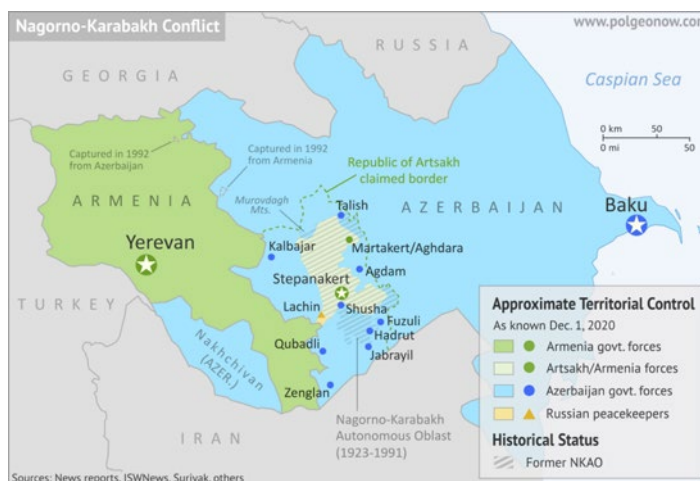 Nagorno-Karabakh Conflict
www.polgeonow.com
RUSSIA
GEORGIA
Caspian Sea
0 km 50
0 mi 50
Captured in 1992
from Azerbaijan
Captured in 1992
from Armenia
Republic of Artsakh
claimed border
ARMENIA
Murovdagh
Mts.
Talish
AZERBAIJAN
Baku
Yerevan
Kalbajar
Martakert/Aghdara
Stepanakert
Agdam
TURKEY
Lachin
Shusha
Fuzuli
Nakhchivan
(AZER.)
Qubadli
Hadrut
Jabrayil
Zenglan
IRAN
Nagorno-Karabakh
Autonomous Oblast
(1923-1991)
Approximate Territorial Control
As known Dec. 1, 2020
Armenia govt. forces
Artsakh/Armenia forces
Azerbaijan govt. forces
Russian peacekeepers
Historical Status
Former NKAO
Sources: News reports, ISWNews, Suriyak, others